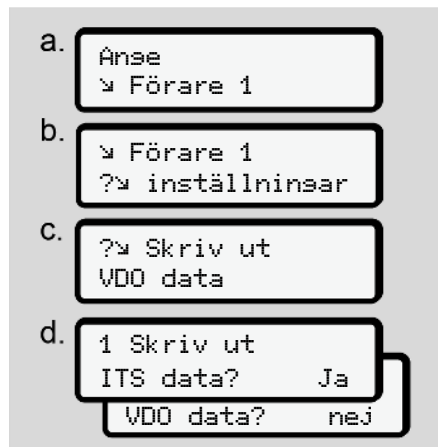 a.
Ange
↘ Förare 1
b.
↘ Förare 1
?↘ inställningar
c.
?↘ Skriv ut
VDO data
d.
1 Skriv ut
ITS data? Ja
VDO data? nej